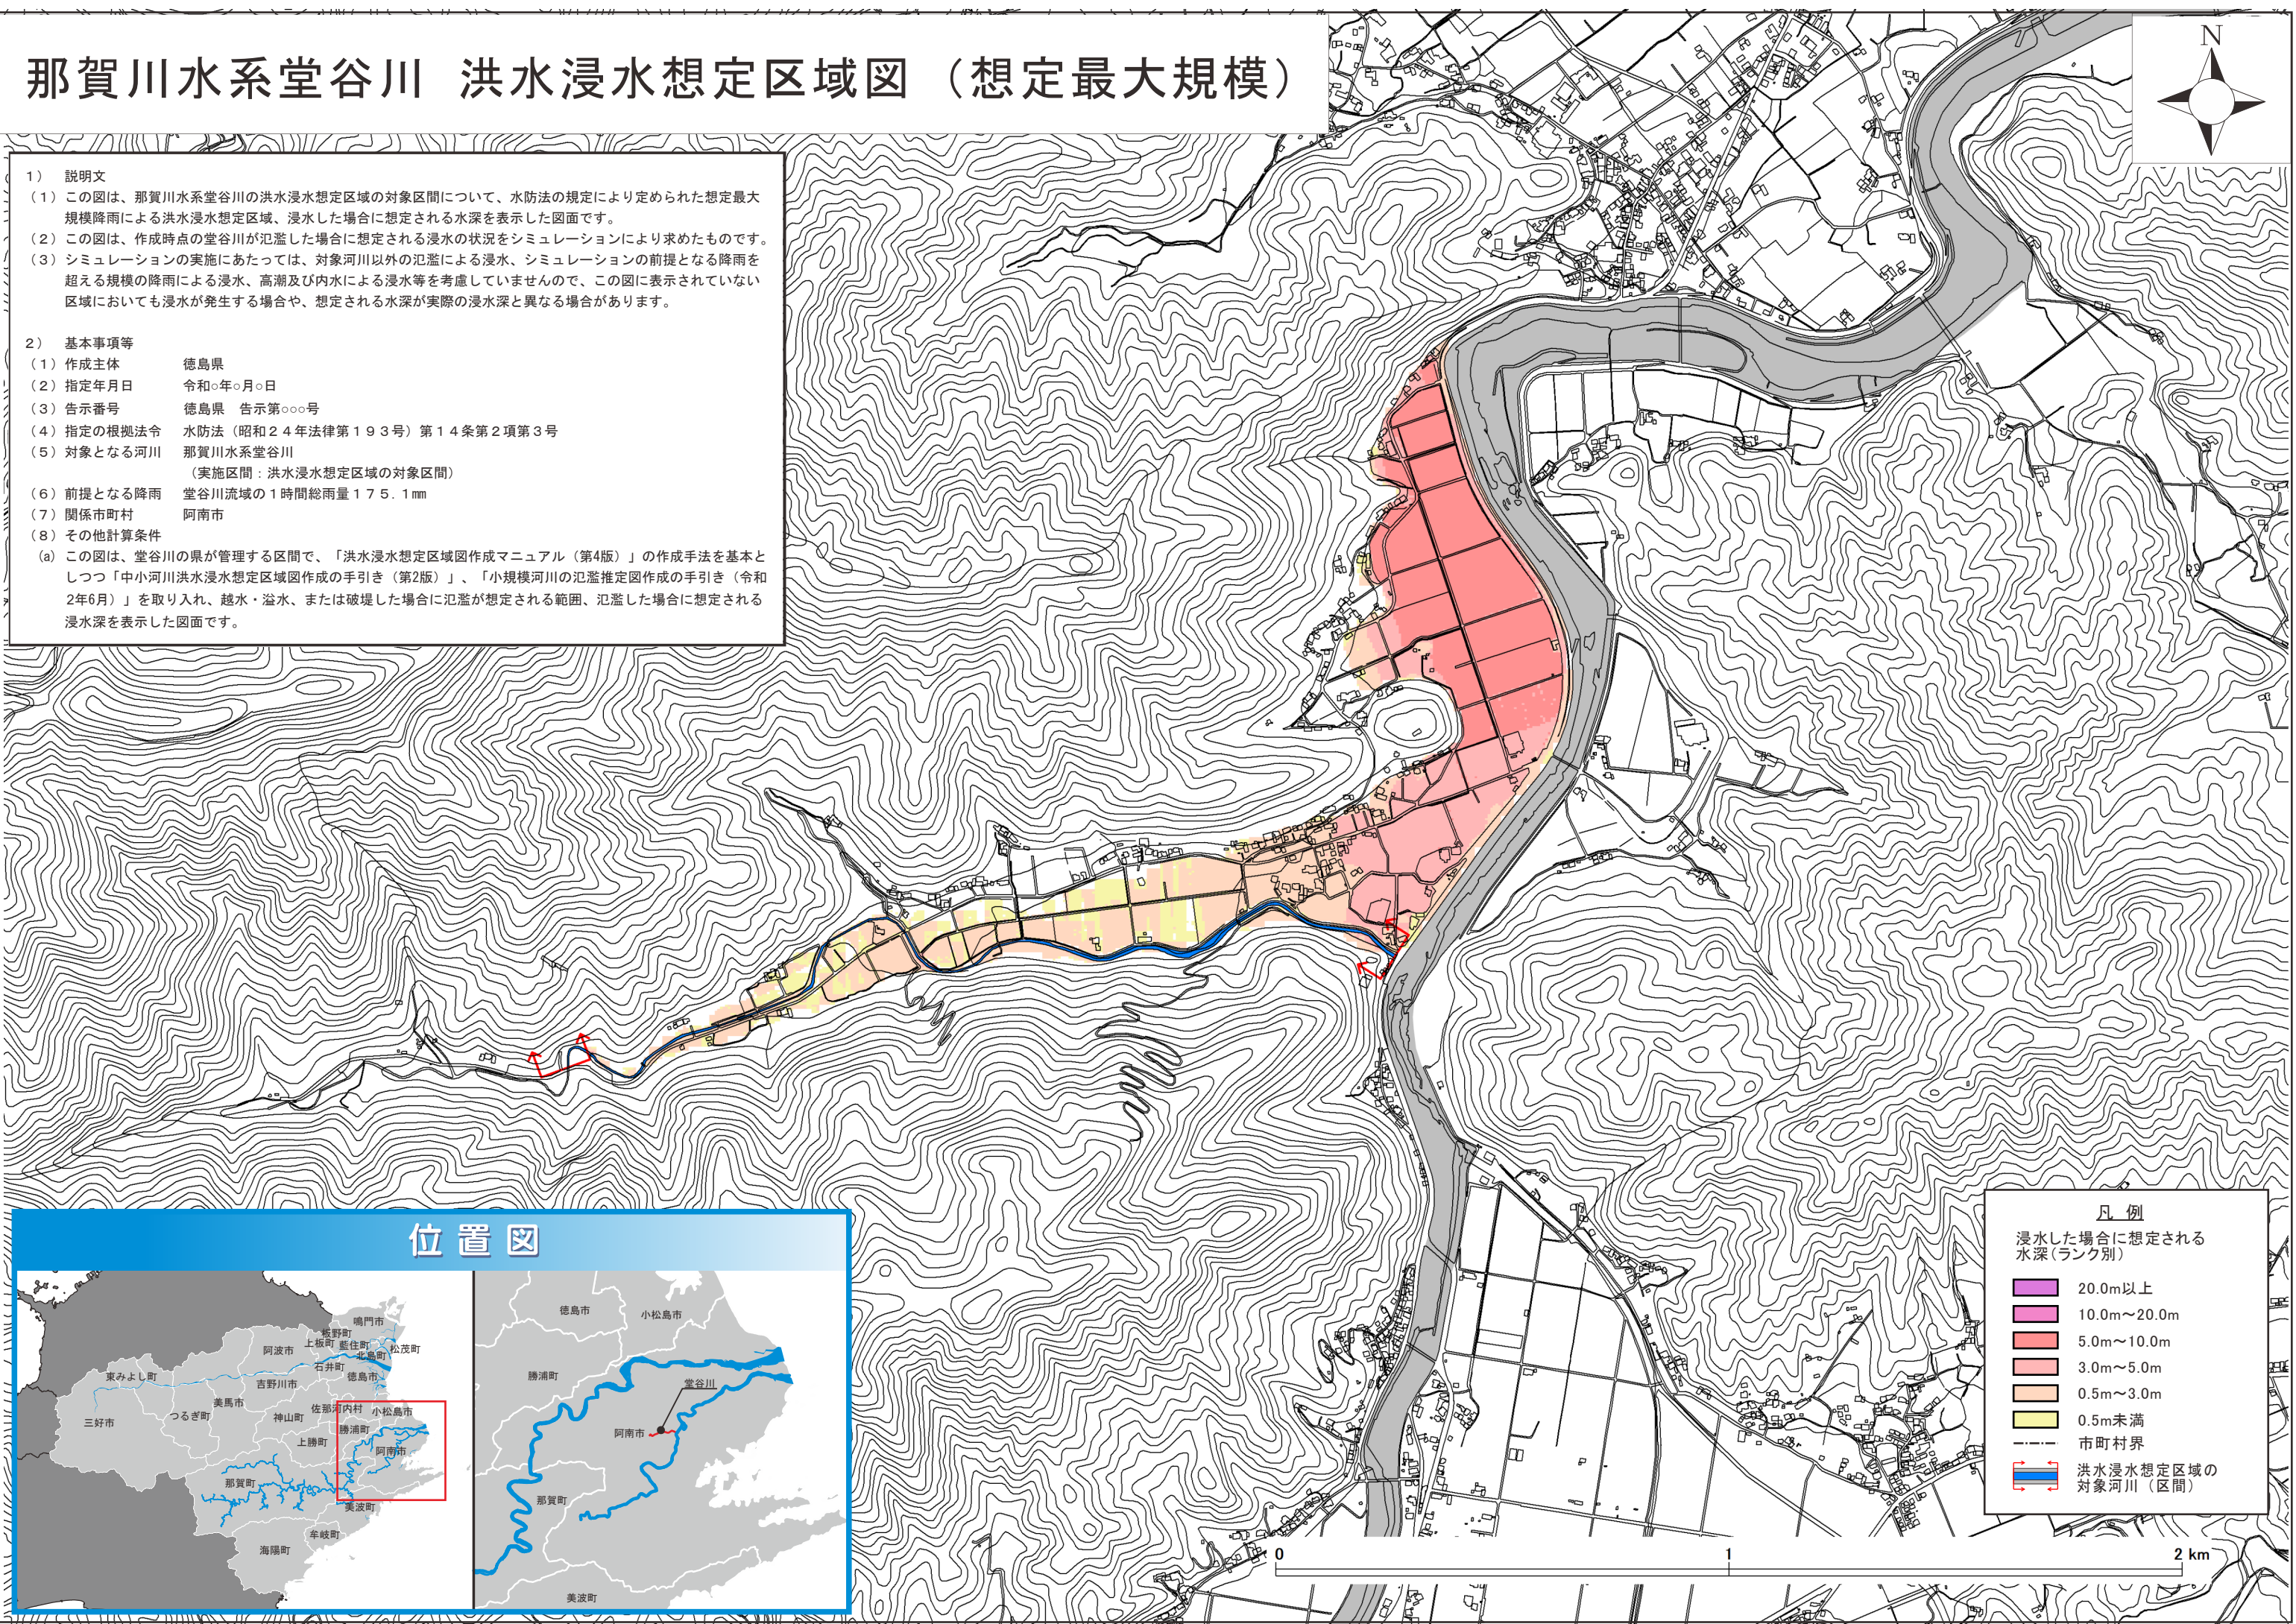 那賀川水系堂谷川 洪水浸水想定区域図（想定最大規模）
N
1） 説明文
（1）この図は、那賀川水系堂谷川の洪水浸水想定区域の対象区間について、水防法の規定により定められた想定最大
規模降雨による洪水浸水想定区域、浸水した場合に想定される水深を表示した図面です。
（2）この図は、作成時点の堂谷川が氾濫した場合に想定される浸水の状況をシミュレーションにより求めたものです。
（3）シミュレーションの実施にあたっては、対象河川以外の氾濫による浸水、シミュレーションの前提となる降雨を
超える規模の降雨による浸水、高潮及び内水による浸水等を考慮していませんので、この図に表示されていない
区域においても浸水が発生する場合や、想定される水深が実際の浸水深と異なる場合があります。
2） 基本事項等
（1）作成主体 徳島県
（2）指定年月日 令和○年○月○日
（3）告示番号 徳島県 告示第○○○号
（4）指定の根拠法令 水防法（昭和２４年法律第１９３号）第１４条第２項第３号
（5）対象となる河川 那賀川水系堂谷川
（実施区間：洪水浸水想定区域の対象区間）
（6）前提となる降雨 堂谷川流域の１時間総雨量１７５.１㎜
（7）関係市町村 阿南市
（8）その他計算条件
(a) この図は、堂谷川の県が管理する区間で、「洪水浸水想定区域図作成マニュアル（第4版）」の作成手法を基本と
しつつ「中小河川洪水浸水想定区域図作成の手引き（第2版）」、「小規模河川の氾濫推定図作成の手引き（令和
2年6月）」を取り入れ、越水・溢水、または破堤した場合に氾濫が想定される範囲、氾濫した場合に想定される
浸水深を表示した図面です。
位置図
鳴門市
板野町
上板町 藍住町
松茂町
北島町
阿波市
石井町
東みよし町
徳島市
吉野川市
美馬市
佐那河内村
小松島市
つるぎ町
神山町
三好市
勝浦町
上勝町
阿南市
那賀町
美波町
牟岐町
海陽町
徳島市
小松島市
勝浦町
堂谷川
阿南市
那賀町
美波町
凡 例
浸水した場合に想定される
水深（ランク別）
20.0m以上
10.0m～20.0m
5.0m～10.0m
3.0m～5.0m
0.5m～3.0m
0.5m未満
市町村界
洪水浸水想定区域の
対象河川（区間）
0 1 2 km